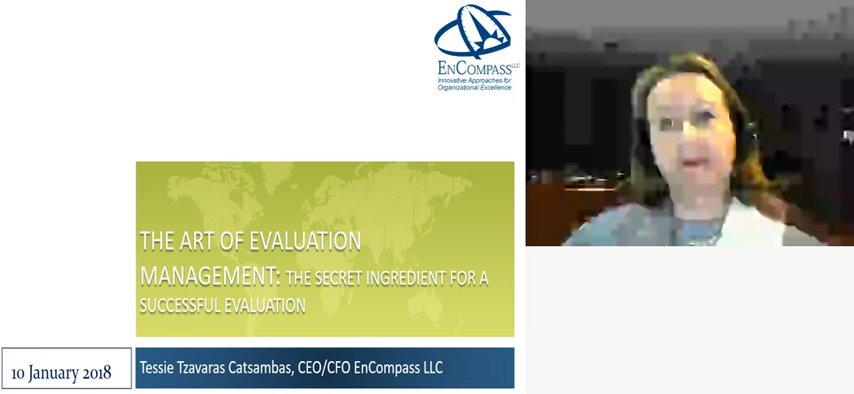 ENCOMPASS LLC
Innovative Approaches for
Organizational Excellence
THE ART OF EVALUATION
MANAGEMENT: THE SECRET INGREDIENT FOR A
SUCCESSFUL EVALUATION
10 January 2018
Tessie Tzavaras Catsambas, CEO/CFO EnCompass LLC